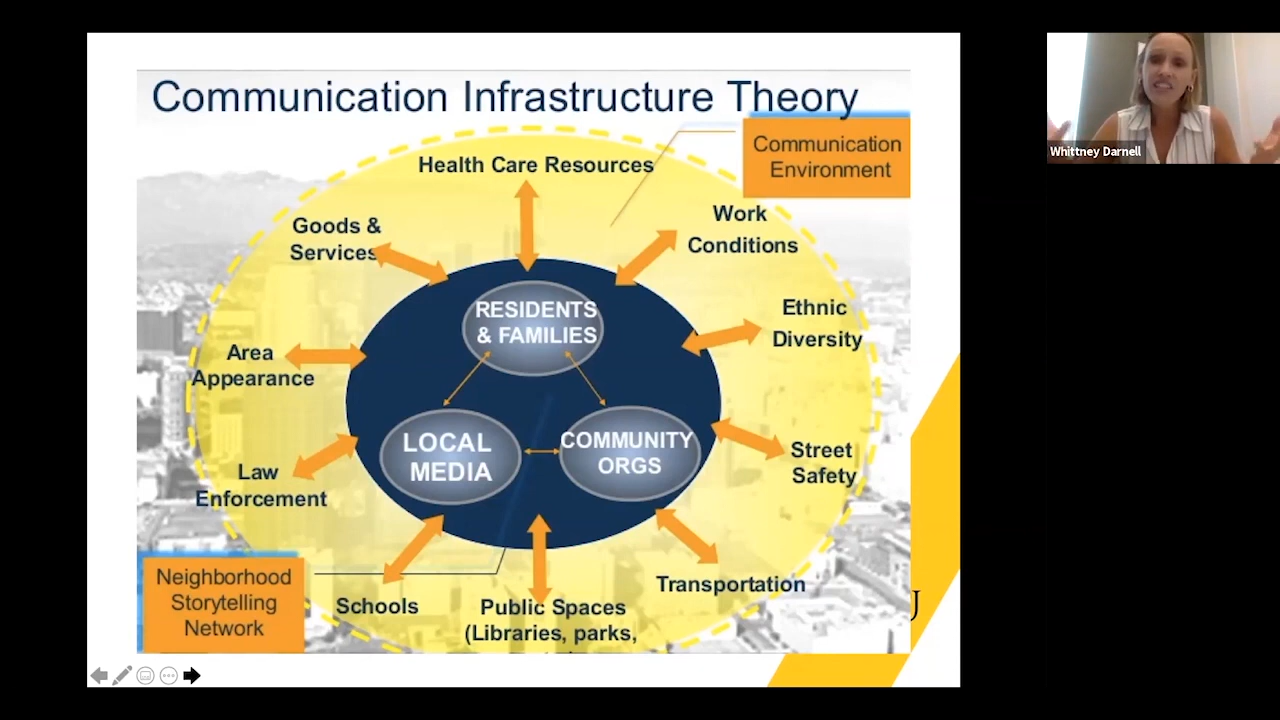 Communication Infrastructure Theory
Communication
Environment
Health Care Resources
Goods &
Services
Work
Conditions
RESIDENTS
& FAMILIES
Ethnic
Diversity
Area
Appearance
LOCAL
MEDIA
COMMUNITY
ORGS
Street
Safety
Law
Enforcement
Neighborhood
Storytelling
Network
Schools
Public Spaces
(Libraries, parks,
Transportation
U
Whittney Darnell